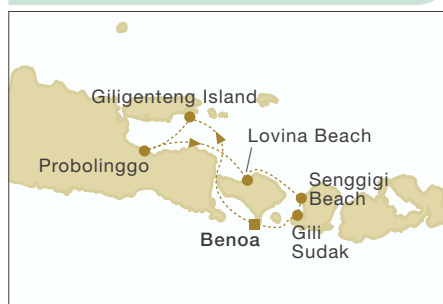 Giligenteng Island
Lovina Beach
Probolinggo
Senggigi
Beach
Benoa
Gili
Sudak